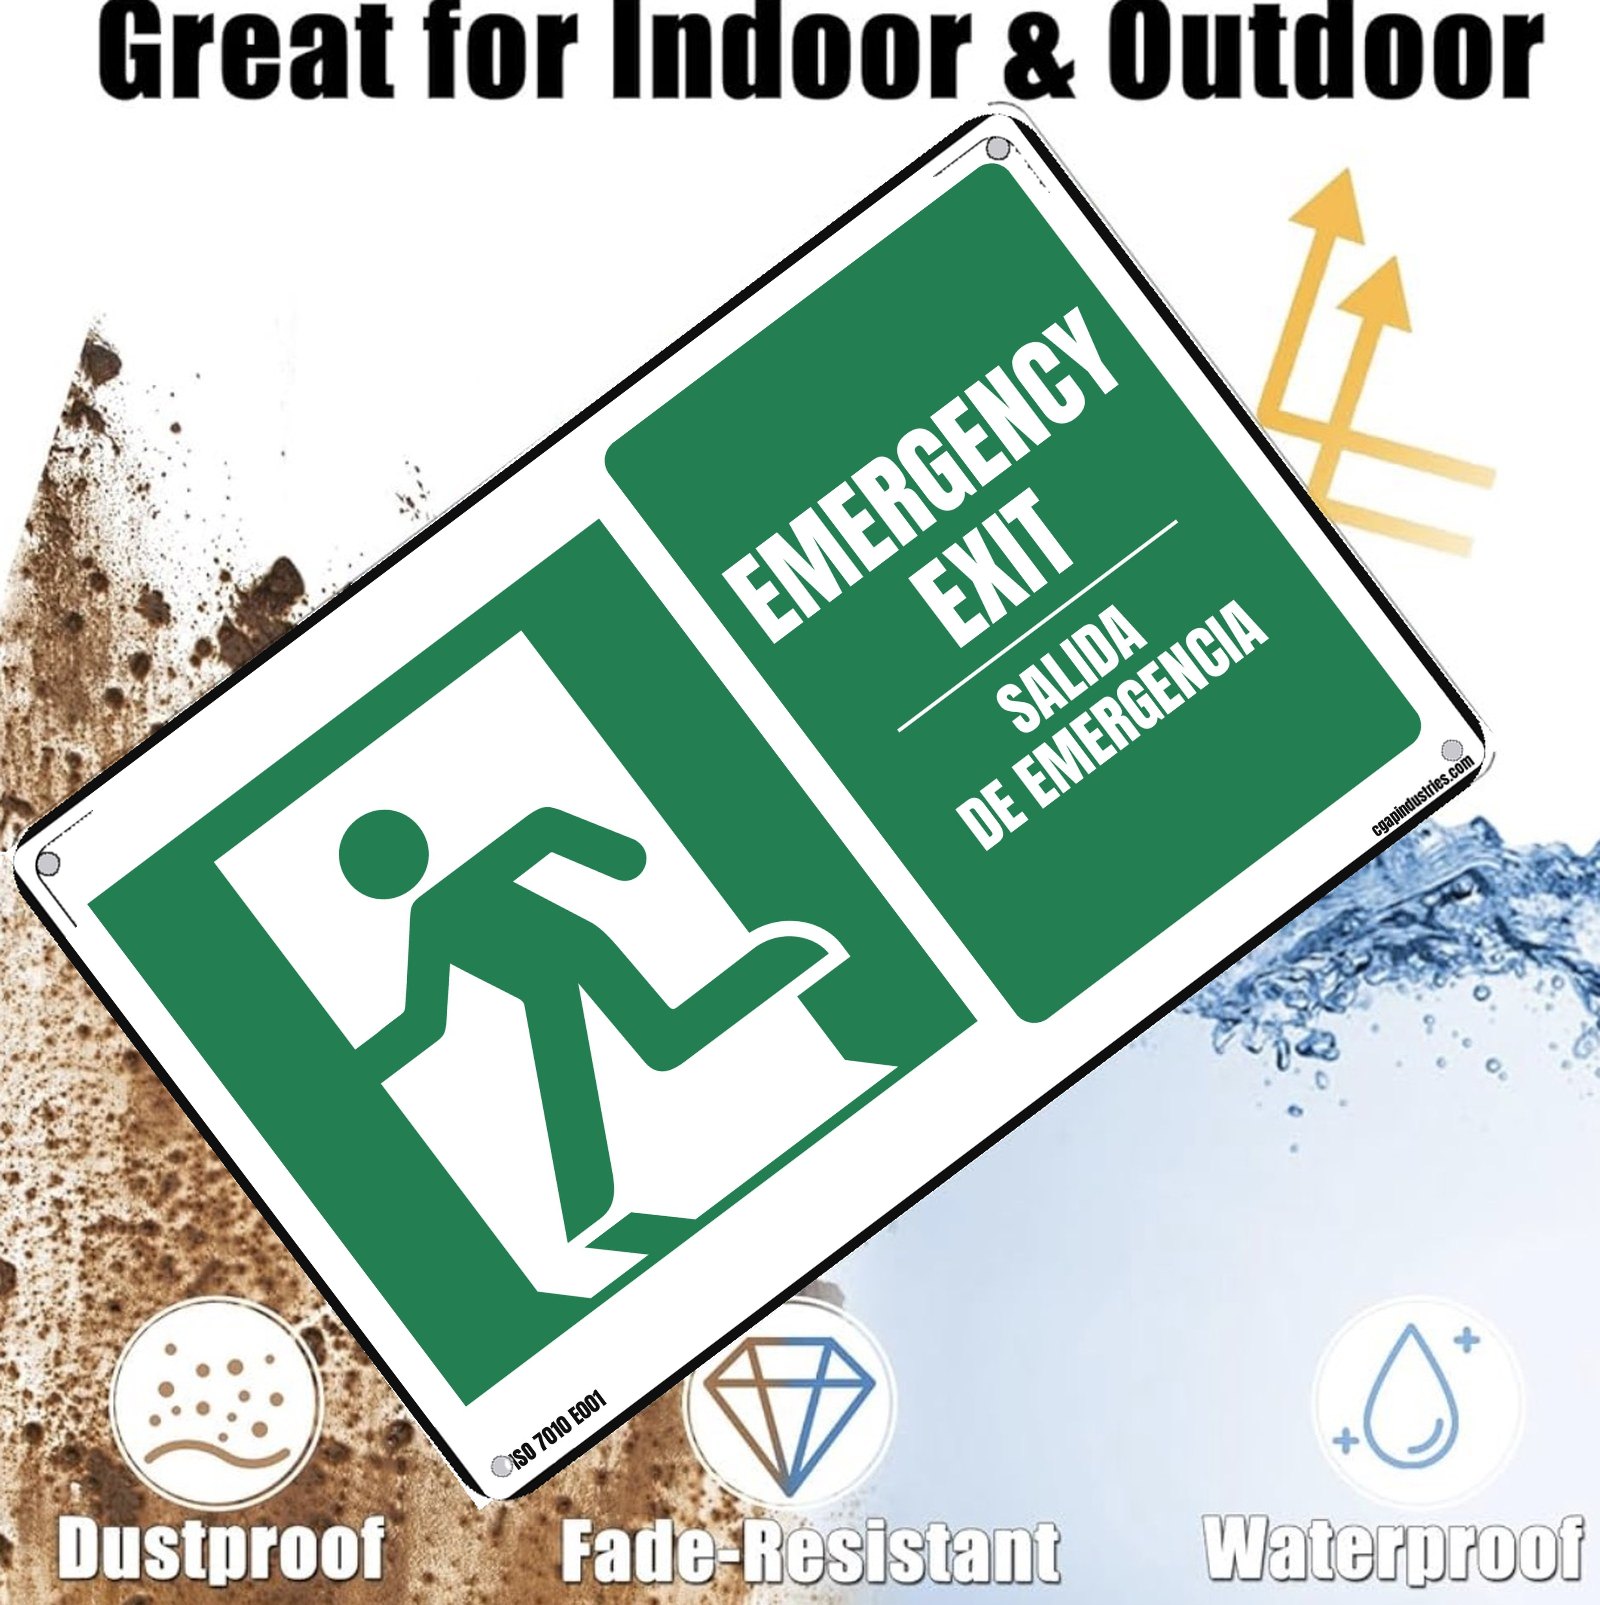 Great for Indoor & Outdoor
EMERGENCY
EXIT
SALIDA
DE EMERGENCIA
cgapindustries.com
ISO 7010 E001
Dustproof
Fade-Resistant
Waterproof